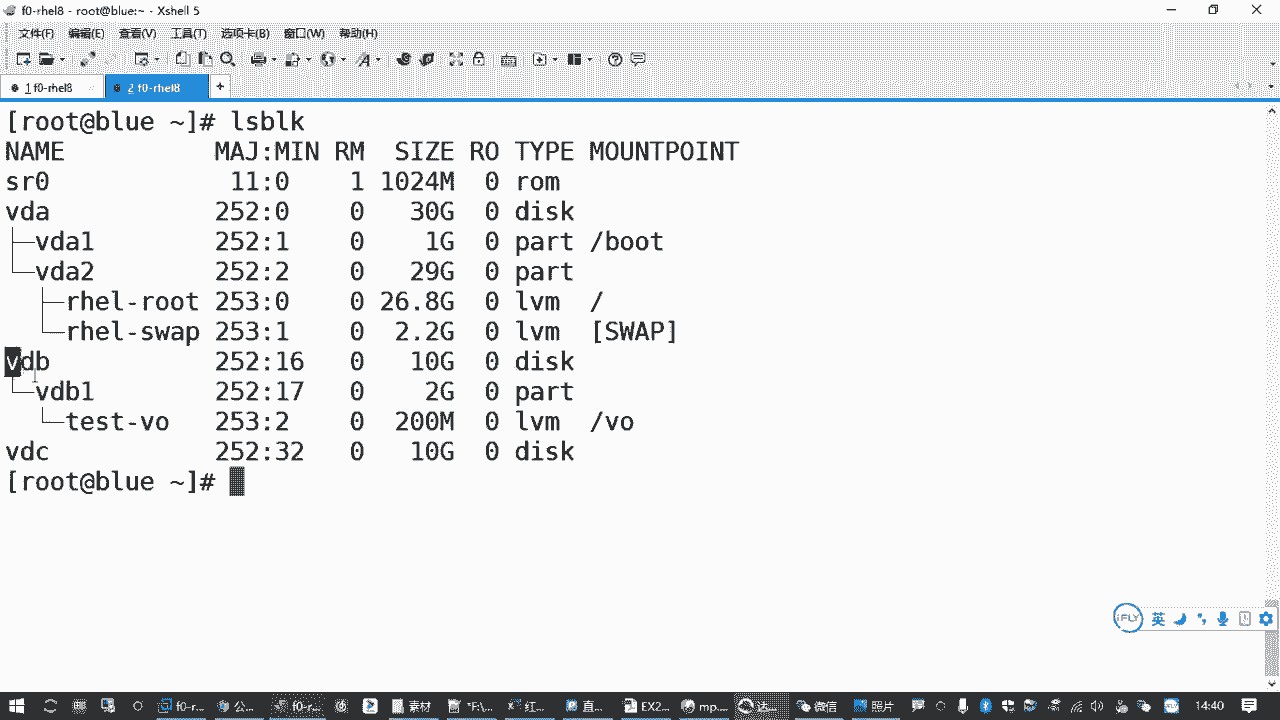 f0-rhel8 - root@blue:~ - Xshell 5
文件(F) 编辑(E) 查看(V) 工具(T) 选项卡(B) 窗口(W) 帮助(H)
1 f0-rhel8 2 f0-rhel8 +
[root@blue ~]# lsblk
NAME MAJ:MIN RM SIZE RO TYPE MOUNTPOINT
sr0 11:0 1 1024M 0 rom
vda 252:0 0 30G 0 disk
├─vda1 252:1 0 1G 0 part /boot
└─vda2 252:2 0 29G 0 part
├─rhel-root 253:0 0 26.8G 0 lvm /
└─rhel-swap 253:1 0 2.2G 0 lvm [SWAP]
vdb 252:16 0 10G 0 disk
└─vdb1 252:17 0 2G 0 part
└─test-vo 253:2 0 200M 0 lvm /vo
vdc 252:32 0 10G 0 disk
[root@blue ~]#
iFLY 英
f0-r... 公... f0-r... 素材 *F:\... 红... 直... EX2... mp... 微信 照片 14:40